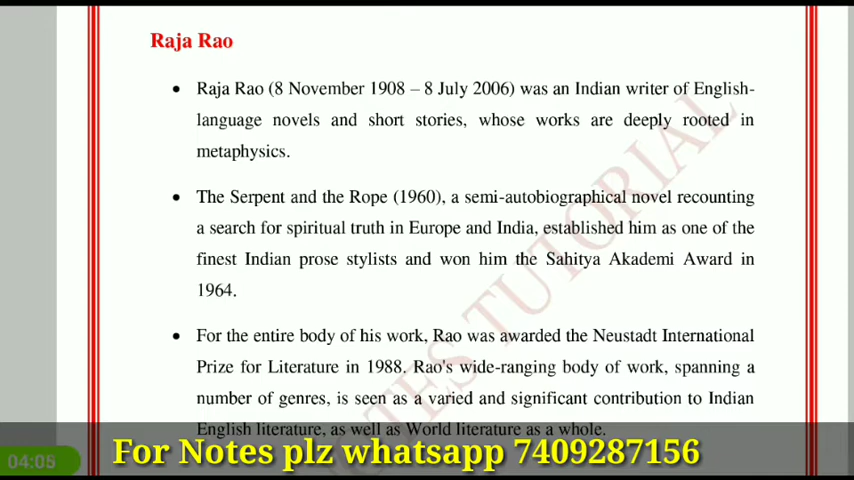 Raja Rao
• Raja Rao (8 November 1908 – 8 July 2006) was an Indian writer of English-
language novels and short stories, whose works are deeply rooted in
metaphysics.
• The Serpent and the Rope (1960), a semi-autobiographical novel recounting
a search for spiritual truth in Europe and India, established him as one of the
finest Indian prose stylists and won him the Sahitya Akademi Award in
1964.
• For the entire body of his work, Rao was awarded the Neustadt International
Prize for Literature in 1988. Rao's wide-ranging body of work, spanning a
number of genres, is seen as a varied and significant contribution to Indian
English literature, as well as World literature as a whole.
NOTES TUTORIAL
For Notes plz whatsapp 7409287156
04:05